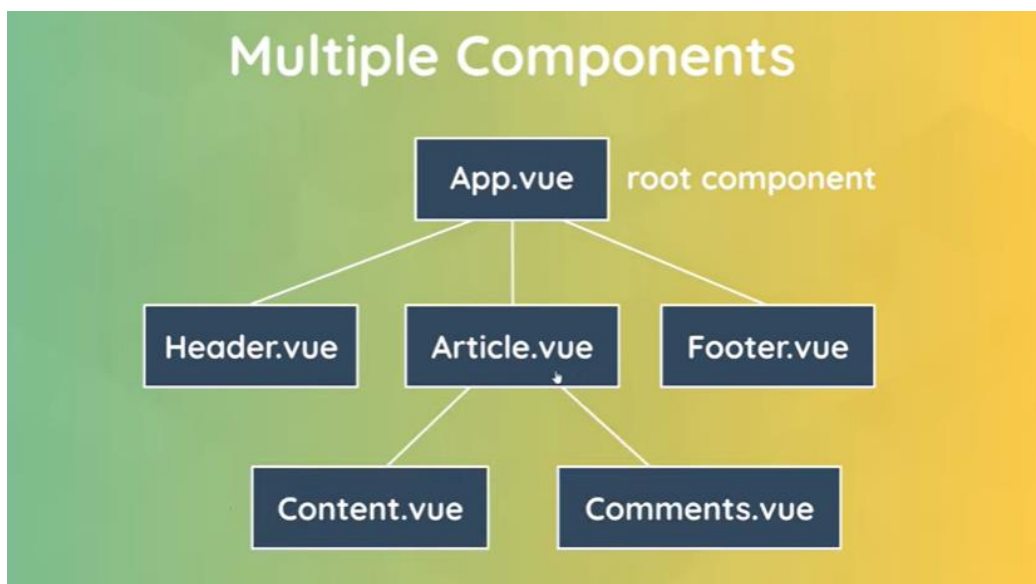 Multiple Components
App.vue
root component
Header.vue
Article.vue
Footer.vue
Content.vue
Comments.vue